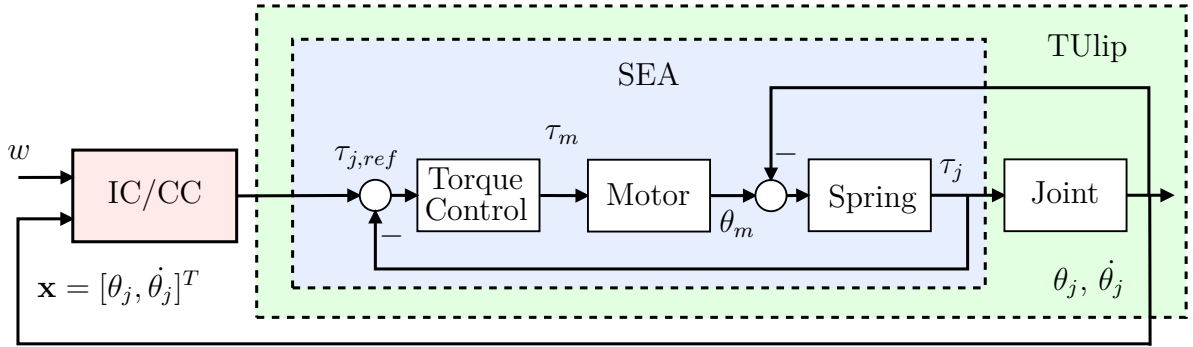 TUlip
SEA
w
IC/CC
τ_{j,ref}
−
Torque
Control
τ_m
Motor
θ_m
−
Spring
τ_j
Joint
x = [θ_j, θ̇_j]^T
θ_j, θ̇_j